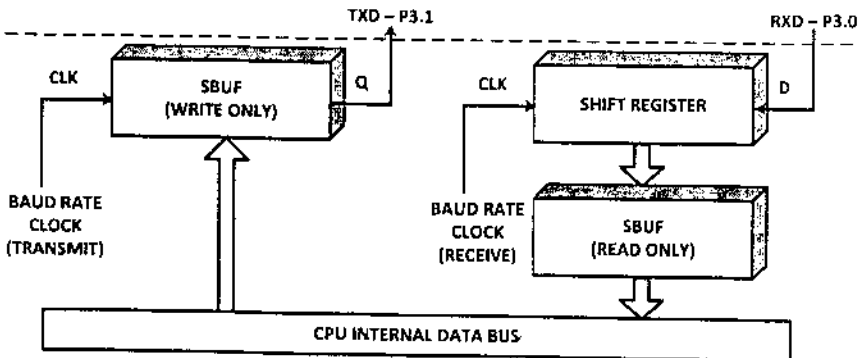 TXD – P3.1
RXD – P3.0
CLK
SBUF
(WRITE ONLY)
Q
CLK
SHIFT REGISTER
D
BAUD RATE
CLOCK
(TRANSMIT)
BAUD RATE
CLOCK
(RECEIVE)
SBUF
(READ ONLY)
CPU INTERNAL DATA BUS